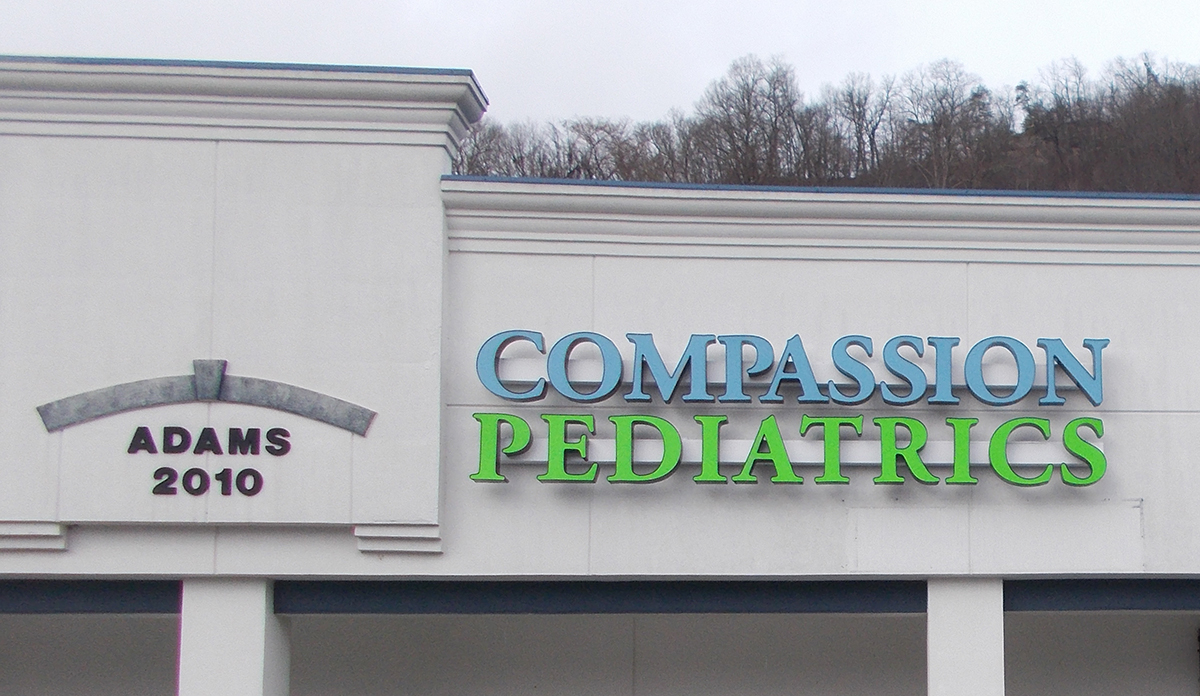 ADAMS
2010
COMPASSION
PEDIATRICS